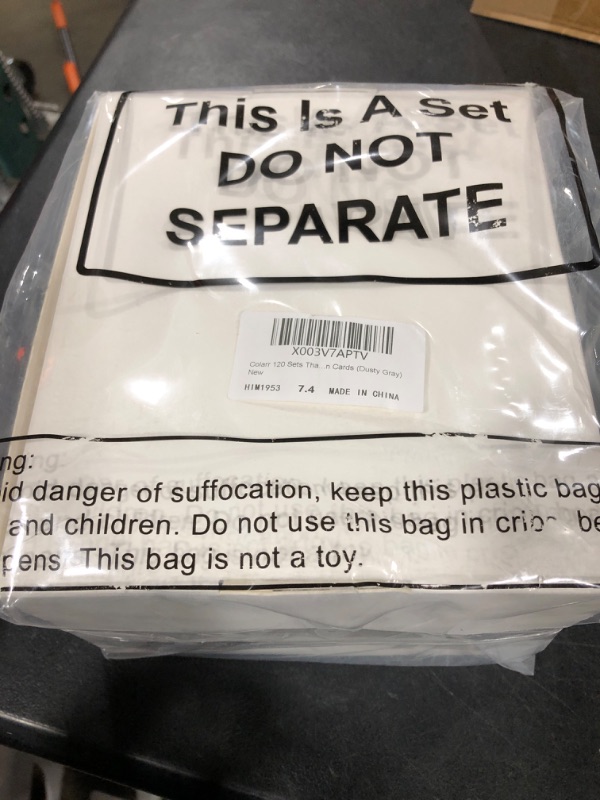 This Is A Set
DO NOT
SEPARATE
X003V7APTV
120 Sets Tha...n Cards (Dusty Gray)
New
HIM1953 7.4 MADE IN CHINA
ng:
id danger of suffocation, keep this plastic bag
and children. Do not use this bag in be
pens This bag is not a toy.